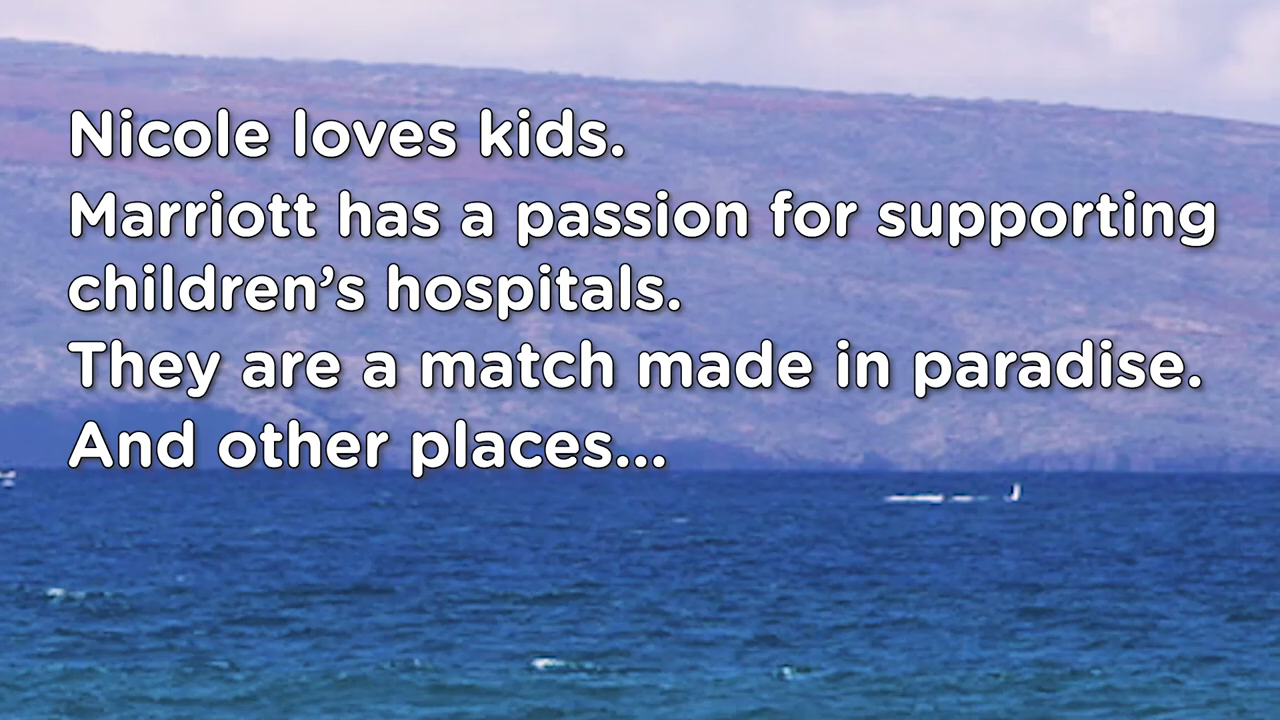 Nicole loves kids.
Marriott has a passion for supporting
children’s hospitals.
They are a match made in paradise.
And other places...